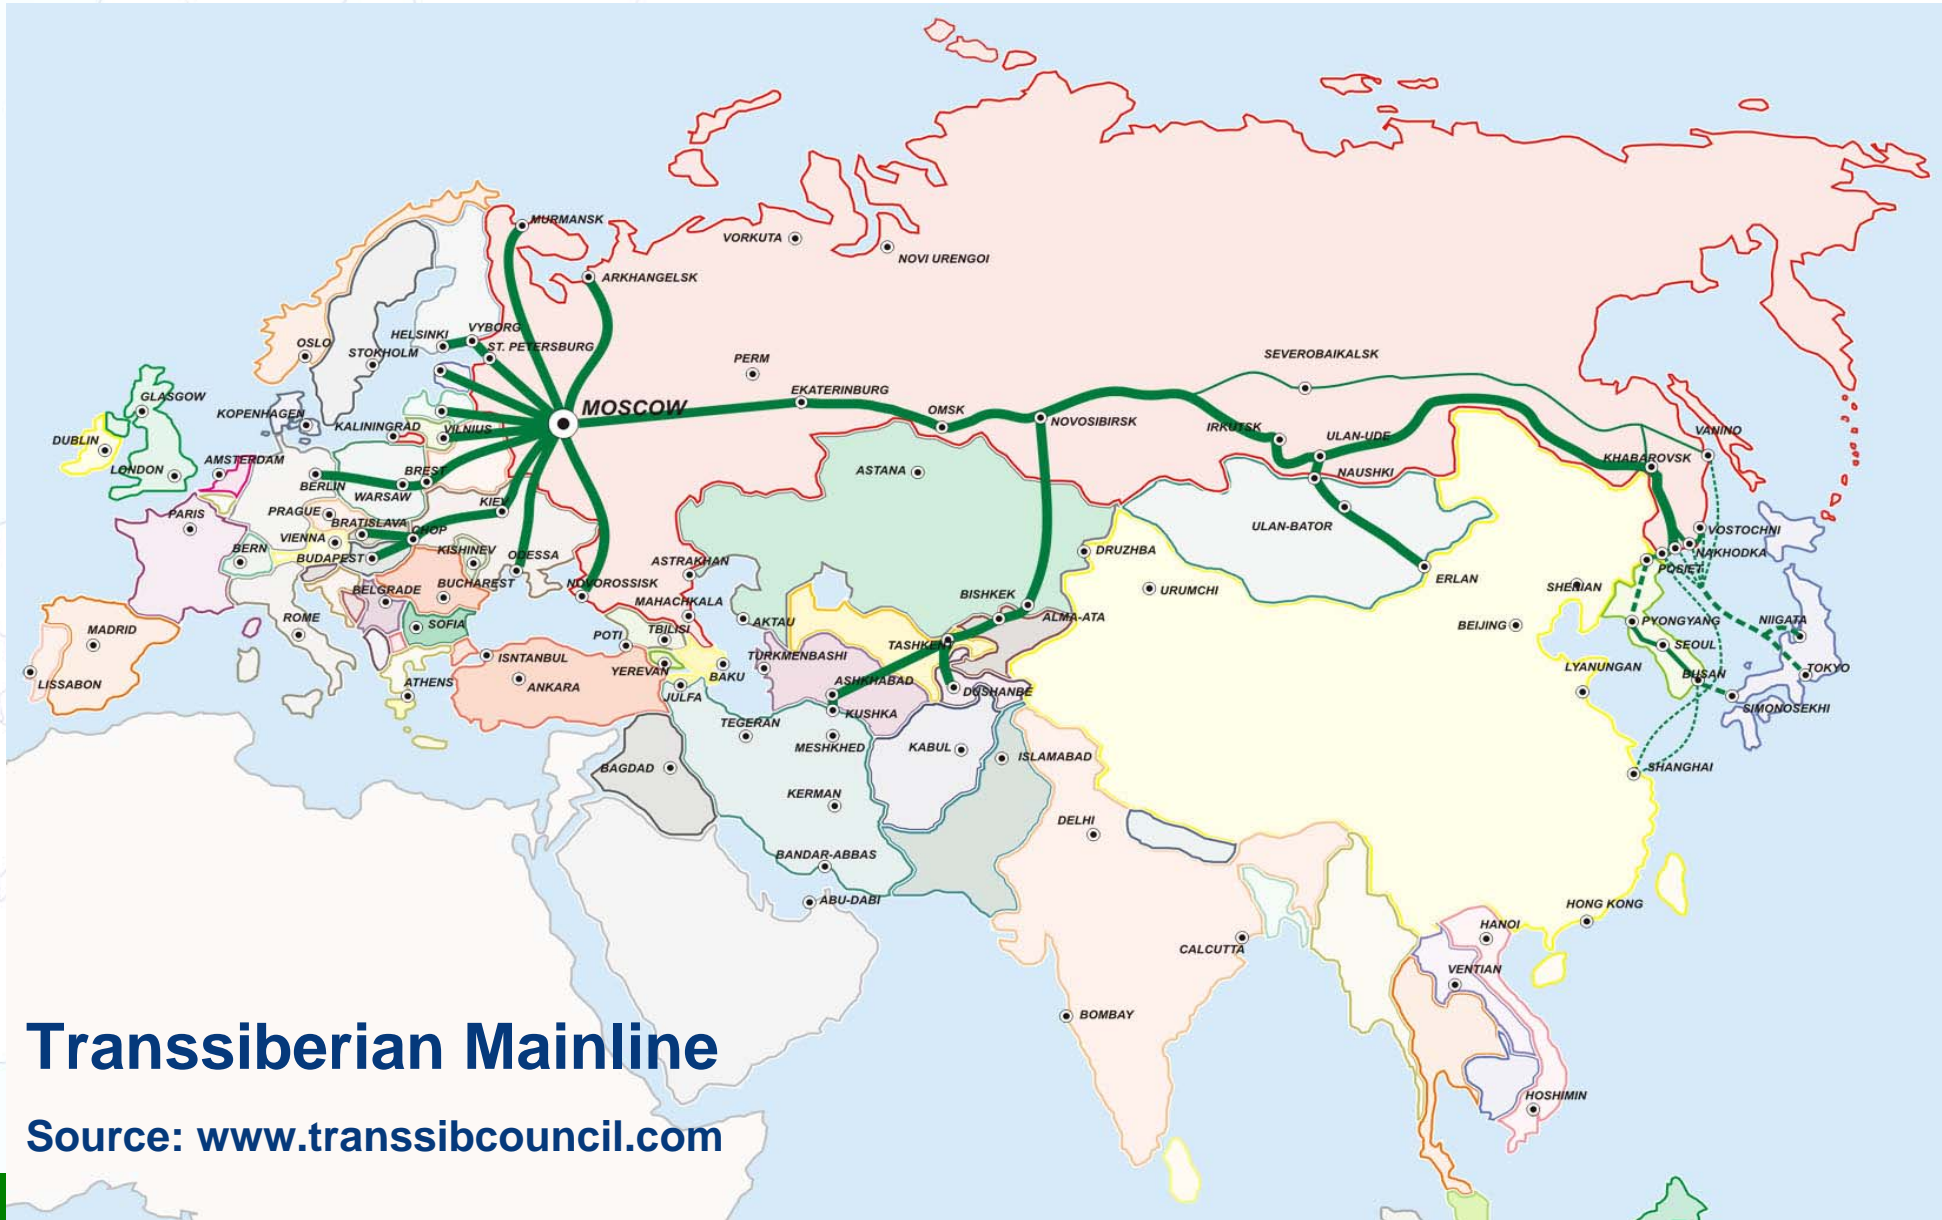 MURMANSK
VORKUTA
NOVI URENGOI
ARKHANGELSK
HELSINKI
VYBORG
OSLO
STOKHOLM
ST. PETERSBURG
PERM
SEVEROBAIKALSK
GLASGOW
EKATERINBURG
KOPENHAGEN
MOSCOW
OMSK
NOVOSIBIRSK
KALININGRAD
VILNIUS
IRKUTSK
ULAN-UDE
VANINO
DUBLIN
LONDON
AMSTERDAM
BREST
ASTANA
NAUSHKI
KHABAROVSK
BERLIN
WARSAW
KIEV
PARIS
PRAGUE
BRATISLAVA
CHOP
ULAN-BATOR
VOSTOCHNI
VIENNA
BERN
BUDAPEST
KISHINEV
ODESSA
DRUZHBA
NAKHODKA
ASTRAKHAN
POSIET
BELGRADE
BUCHAREST
NOVOROSSISK
URUMCHI
ERLAN
SHENIAN
MAHACHKALA
BISHKEK
ROME
SOFIA
AKTAU
ALMA-ATA
BEIJING
PYONGYANG
NIIGATA
MADRID
POTI
TBILISI
TASHKENT
SEOUL
ISNTANBUL
TURKMENBASHI
LISSABON
ANKARA
YEREVAN
BAKU
ASHKHABAD
DUSHANBE
LYANUNGAN
BUSAN
TOKYO
ATHENS
JULFA
KUSHKA
SIMONOSEKHI
TEGERAN
MESHKHED
KABUL
ISLAMABAD
BAGDAD
SHANGHAI
KERMAN
DELHI
BANDAR-ABBAS
ABU-DABI
HONG KONG
CALCUTTA
HANOI
VENTIAN
BOMBAY
HOSHIMIN
Transsiberian Mainline
Source: www.transsibcouncil.com